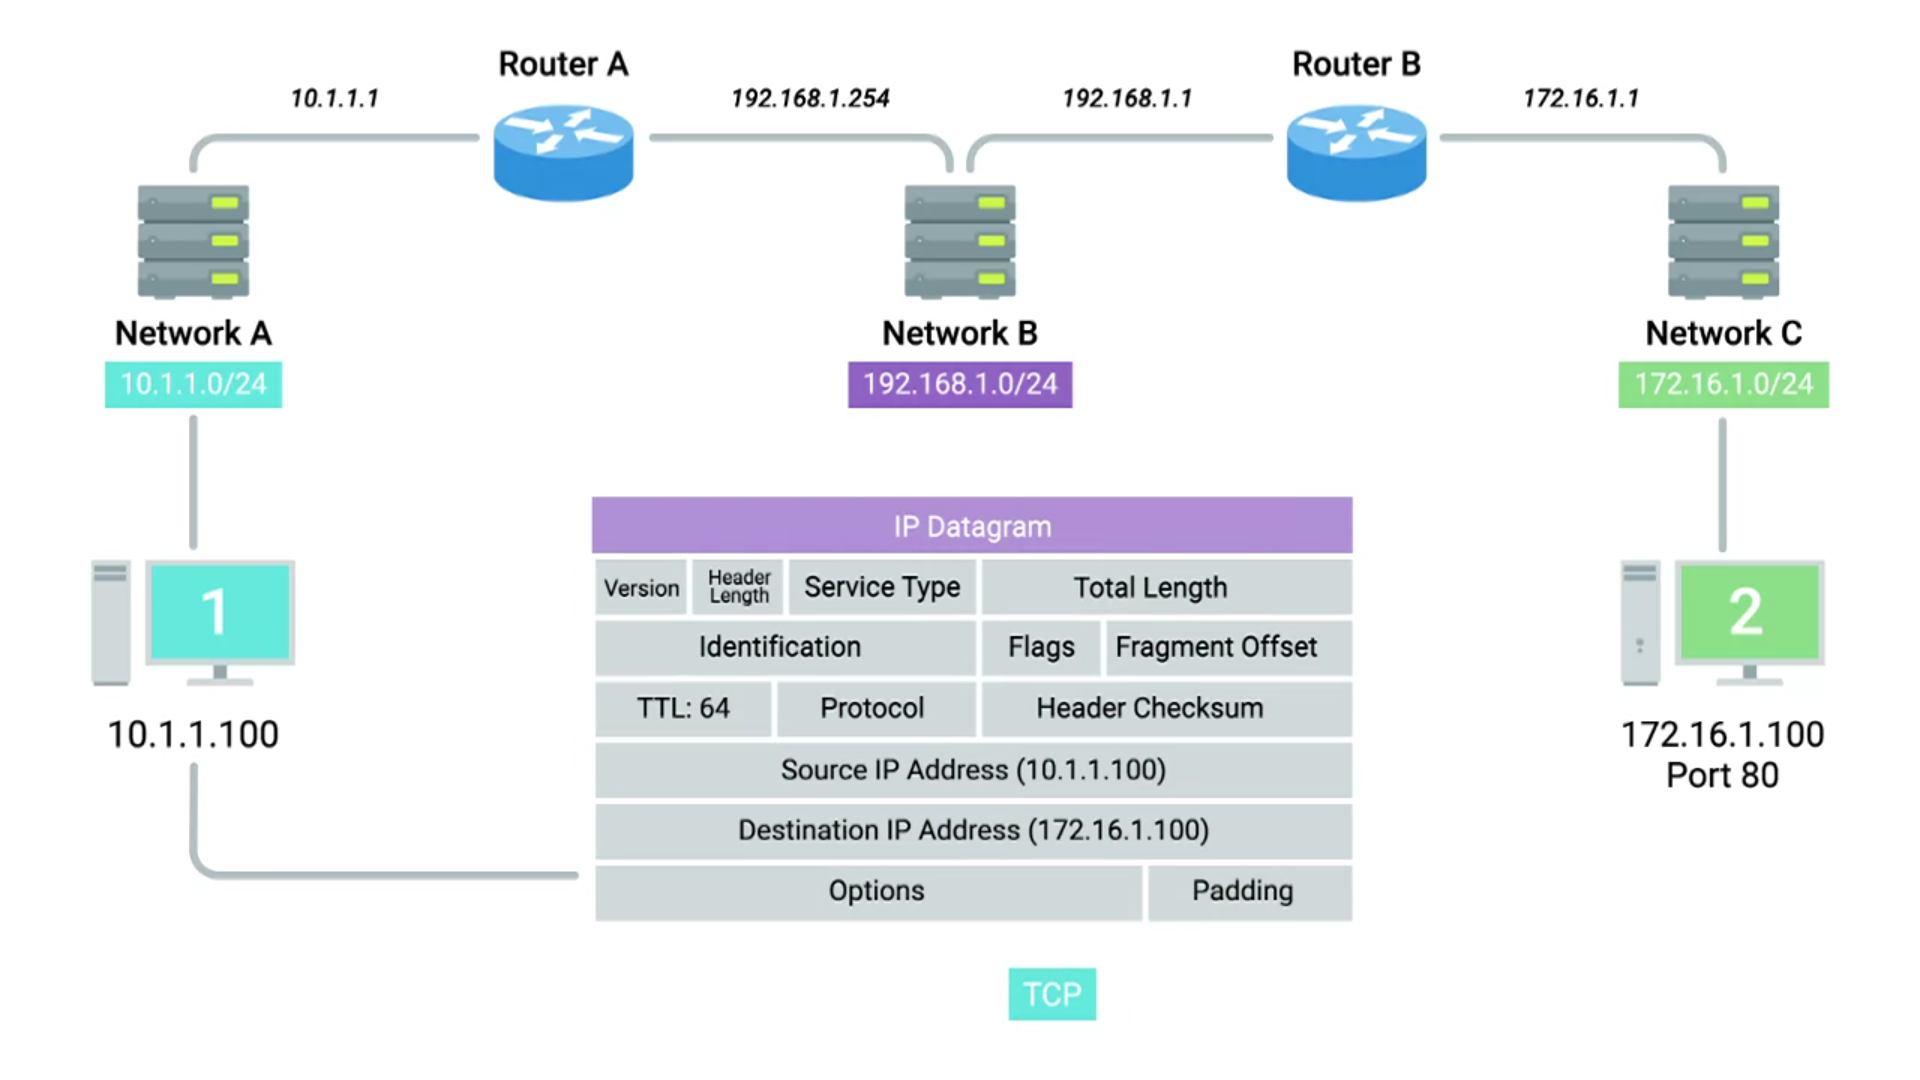 Router A
Router B
10.1.1.1
192.168.1.254
192.168.1.1
172.16.1.1
Network A
Network B
Network C
10.1.1.0/24
192.168.1.0/24
172.16.1.0/24
IP Datagram
Version
Header
Length
Service Type
Total Length
1
2
Identification
Flags
Fragment Offset
TTL: 64
Protocol
Header Checksum
10.1.1.100
172.16.1.100
Port 80
Source IP Address (10.1.1.100)
Destination IP Address (172.16.1.100)
Options
Padding
TCP